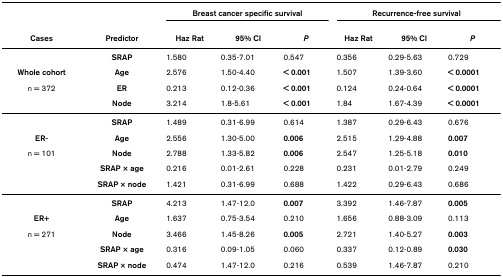 Breast cancer specific survival Recurrence-free survival
Cases Predictor Haz Rat 95% CI P Haz Rat 95% CI P
SRAP 1.580 0.35-7.01 0.547 0.356 0.29-5.63 0.729
Whole cohort Age 2.576 1.50-4.40 < 0.001 1.507 1.39-3.60 < 0.0001
n = 372 ER 0.213 0.12-0.36 < 0.001 0.124 0.24-0.64 < 0.0001
Node 3.214 1.8-5.61 < 0.001 1.84 1.67-4.39 < 0.0001
SRAP 1.489 0.31-6.99 0.614 1.387 0.29-6.43 0.676
ER- Age 2.556 1.30-5.00 0.006 2.515 1.29-4.88 0.007
n = 101 Node 2.788 1.33-5.82 0.006 2.547 1.25-5.18 0.010
SRAP × age 0.216 0.01-2.61 0.228 0.231 0.01-2.79 0.249
SRAP × node 1.421 0.31-6.99 0.688 1.422 0.29-6.43 0.686
SRAP 4.213 1.47-12.0 0.007 3.392 1.46-7.87 0.005
ER+ Age 1.637 0.75-3.54 0.210 1.656 0.88-3.09 0.113
n = 271 Node 3.466 1.45-8.26 0.005 2.721 1.40-5.27 0.003
SRAP × age 0.316 0.09-1.05 0.060 0.337 0.12-0.89 0.030
SRAP × node 0.474 1.47-12.0 0.216 0.539 1.46-7.87 0.210